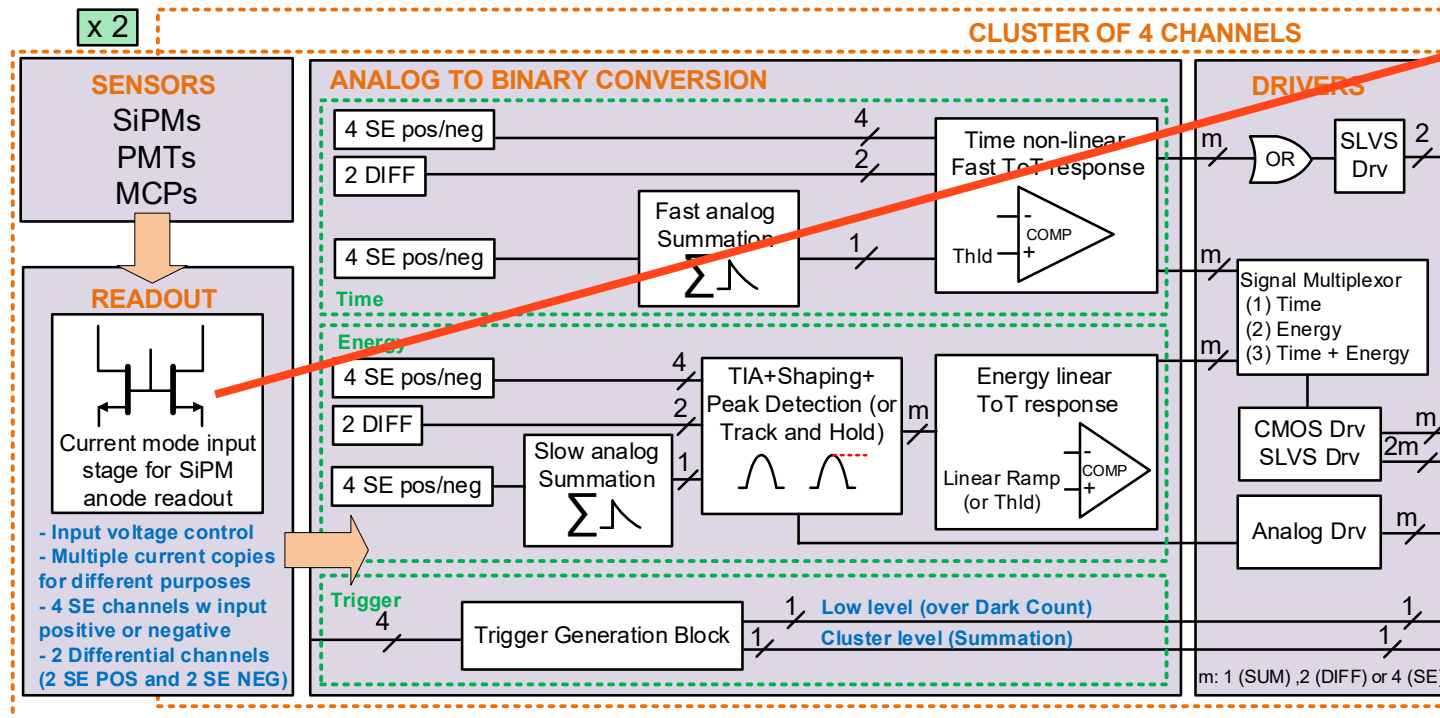 x 2
CLUSTER OF 4 CHANNELS
SENSORS
SiPMs
PMTs
MCPs
READOUT
Current mode input
stage for SiPM
anode readout
- Input voltage control
- Multiple current copies
for different purposes
- 4 SE channels w input
positive or negative
- 2 Differential channels
(2 SE POS and 2 SE NEG)
ANALOG TO BINARY CONVERSION
4 SE pos/neg
4
2 DIFF
2
4 SE pos/neg
Fast analog
Summation
∑
1
Time non-linear
Fast ToT response
-
COMP
+
Thld
Time
Energy
4 SE pos/neg
4
2 DIFF
2
4 SE pos/neg
Slow analog
Summation
∑
1
TIA+Shaping+
Peak Detection (or
Track and Hold)
m
Energy linear
ToT response
-
COMP
+
Linear Ramp
(or Thld)
Trigger
4
Trigger Generation Block
1
Low level (over Dark Count)
1
Cluster level (Summation)
DRIVERS
m
OR
SLVS
Drv
2
m
Signal Multiplexor
(1) Time
(2) Energy
(3) Time + Energy
m
CMOS Drv
SLVS Drv
m
2m
Analog Drv
m
1
1
m: 1 (SUM) ,2 (DIFF) or 4 (SE)